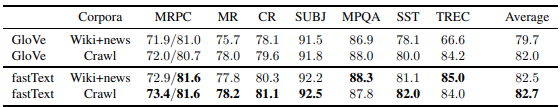 Corpora MRPC MR CR SUBJ MPQA SST TREC Average
GloVe Wiki+news 71.9/81.0 75.7 78.1 91.5 86.9 78.1 66.6 79.7
GloVe Crawl 72.0/80.7 78.0 79.6 91.8 88.0 80.0 84.2 82.0
fastText Wiki+news 72.9/81.6 77.8 80.3 92.2 88.3 81.1 85.0 82.5
fastText Crawl 73.4/81.6 78.2 81.1 92.5 87.8 82.0 84.0 82.7